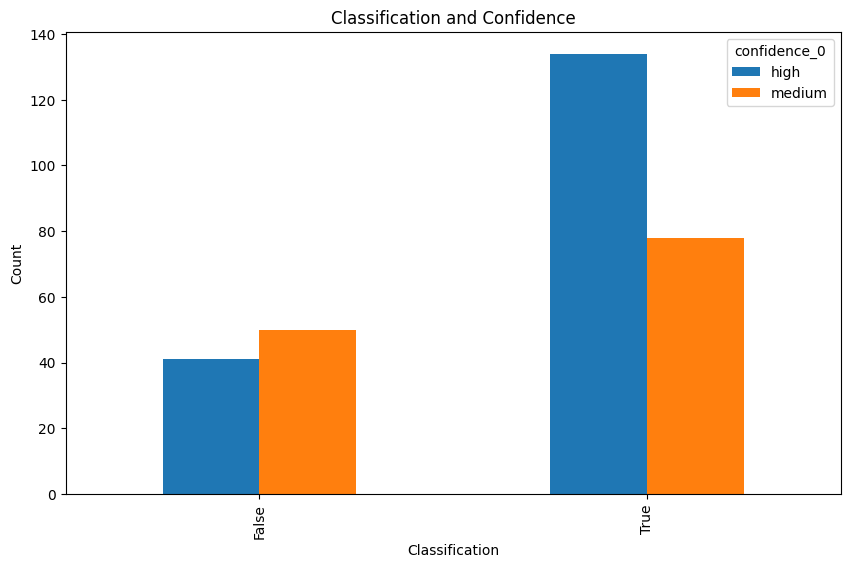 Classification and Confidence
confidence_0
high
medium
Count
140
120
100
80
60
40
20
0
False
True
Classification